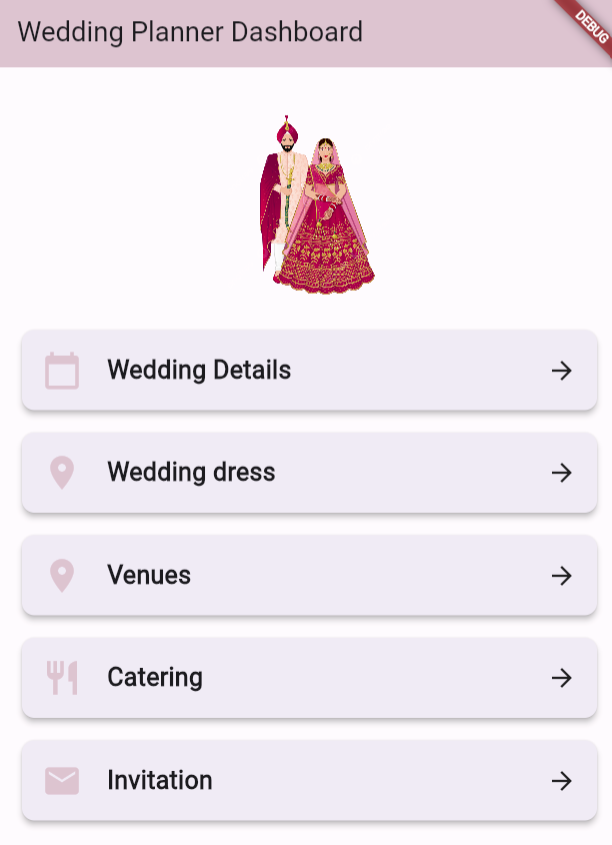 Wedding Planner Dashboard
DEBUG
Wedding Details
Wedding dress
Venues
Catering
Invitation